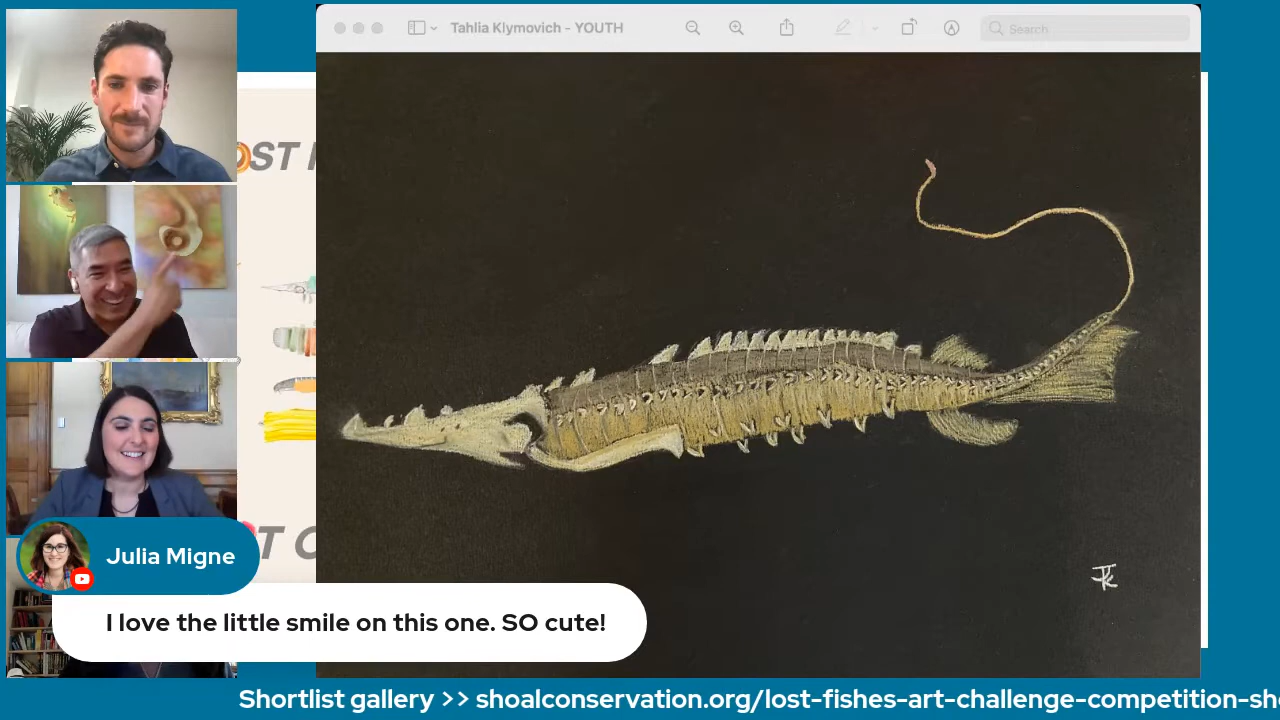 Tahlia Klymovich - YOUTH
Search
OST
T
Julia Migne
I love the little smile on this one. SO cute!
Shortlist gallery >> shoalconservation.org/lost-fishes-art-challenge-competition-sh